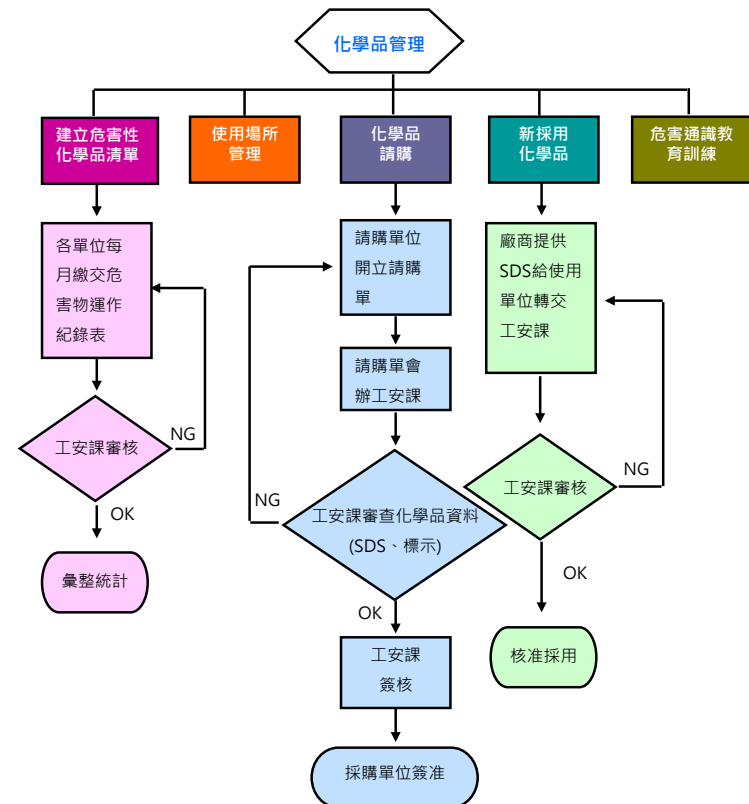 化學品管理
建立危害性
化學品清單
使用場所
管理
化學品
請購
新採用
化學品
危害通識教
育訓練
各單位每
月繳交危
害物運作
紀錄表
工安課審核
NG
OK
彙整統計
請購單位
開立請購
單
請購單會
辦工安課
工安課審查化學品資料
(SDS、標示)
NG
OK
工安課
簽核
採購單位簽准
廠商提供
SDS給使用
單位轉交
工安課
工安課審核
NG
OK
核准採用